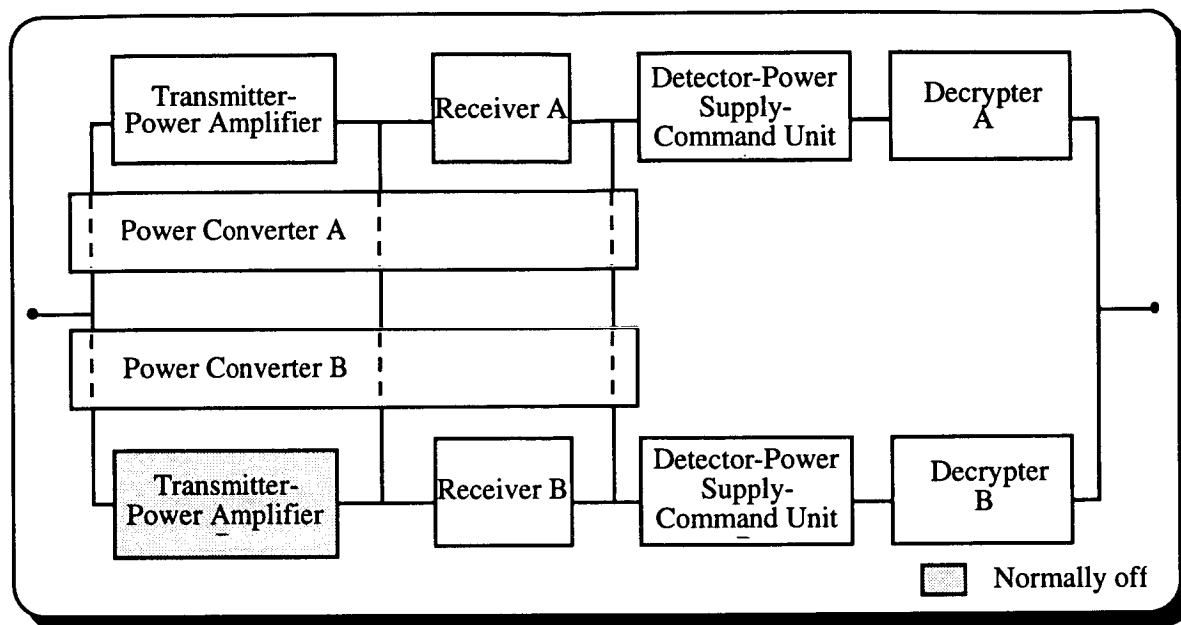 Transmitter-
Power Amplifier
Receiver A
Detector-Power
Supply-
Command Unit
Decrypter
A
Power Converter A
Power Converter B
Transmitter-
Power Amplifier
Receiver B
Detector-Power
Supply-
Command Unit
Decrypter
B
Normally off